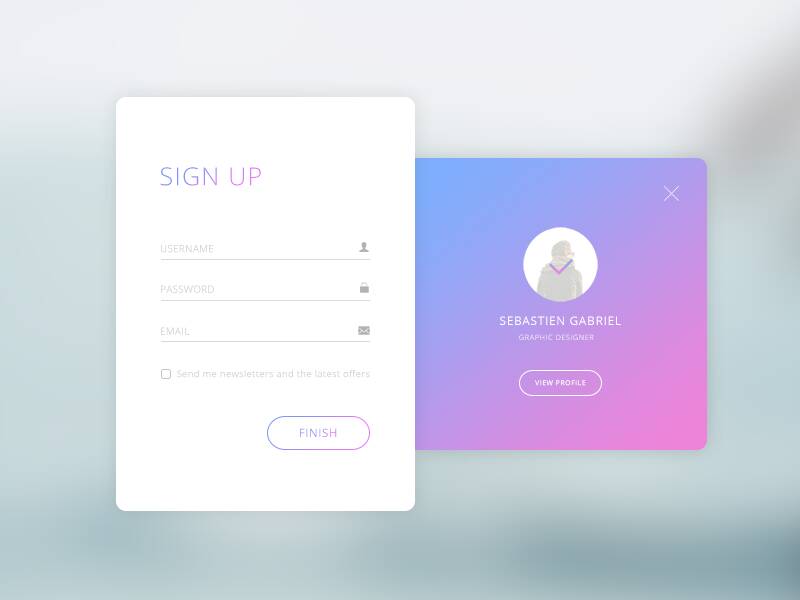 SIGN UP
USERNAME
PASSWORD
EMAIL
Send me newsletters and the latest offers
FINISH
SEBASTIEN GABRIEL
GRAPHIC DESIGNER
VIEW PROFILE